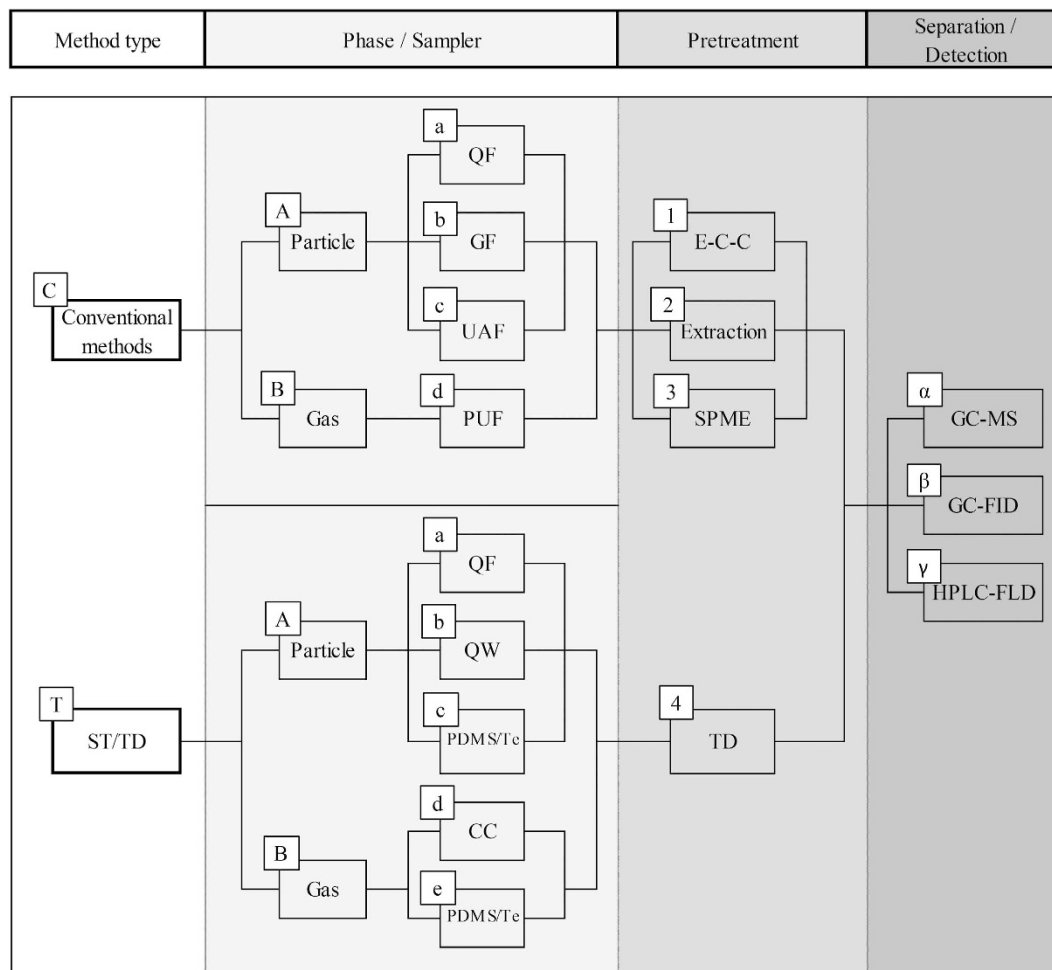 Method type
Phase / Sampler
Pretreatment
Separation /
Detection
C
Conventional
methods
A
Particle
a
QF
b
GF
c
UAF
B
Gas
d
PUF
1
E-C-C
2
Extraction
3
SPME
α
GC-MS
β
GC-FID
γ
HPLC-FLD
T
ST/TD
A
Particle
a
QF
b
QW
c
PDMS/Te
B
Gas
d
CC
e
PDMS/Te
4
TD